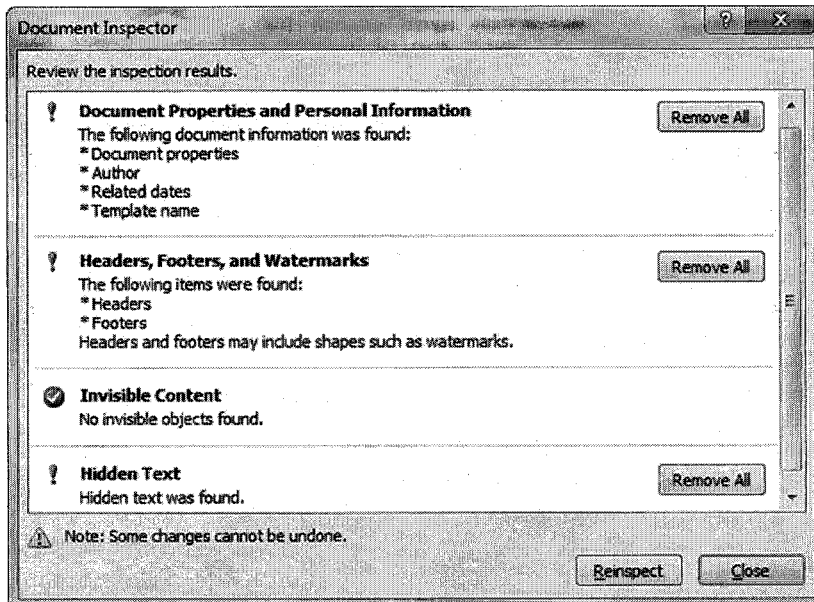 Document Inspector
Review the inspection results.
Document Properties and Personal Information
Remove All
The following document information was found:
* Document properties
* Author
* Related dates
* Template name
Headers, Footers, and Watermarks
Remove All
The following items were found:
* Headers
* Footers
Headers and footers may include shapes such as watermarks.
Invisible Content
No invisible objects found.
Hidden Text
Remove All
Hidden text was found.
Note: Some changes cannot be undone.
Reinspect
Close